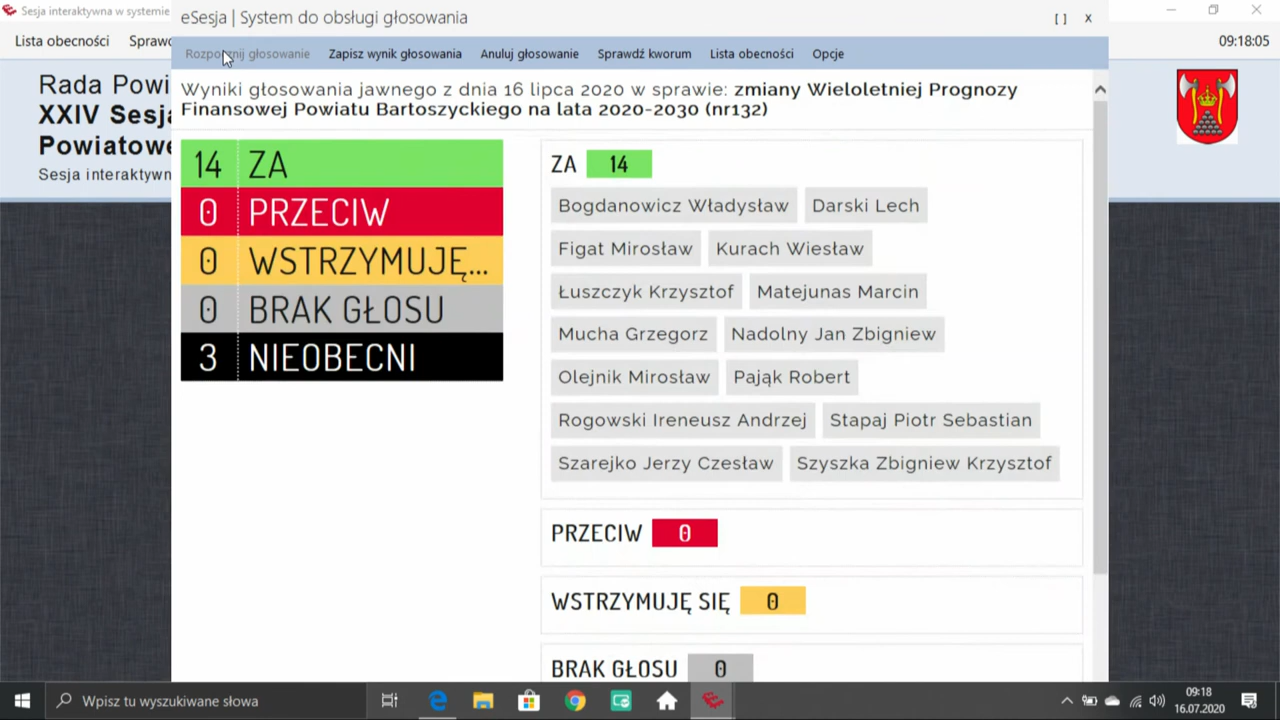 Sesja interaktywna w systemie
eSesja | System do obsługi głosowania
[ ] X
Lista obecności
Rozpocznij głosowanie Zapisz wynik głosowania Anuluj głosowanie Sprawdź kworum Lista obecności Opcje
09:18:05
Rada Powi
XXIV Sesja
Powiatowe
Sesja interaktywn
Wyniki głosowania jawnego z dnia 16 lipca 2020 w sprawie: zmiany Wieloletniej Prognozy
Finansowej Powiatu Bartoszyckiego na lata 2020-2030 (nr132)
14 ZA
0 PRZECIW
0 WSTRZYMUJĘ...
0 BRAK GŁOSU
3 NIEOBECNI
ZA 14
Bogdanowicz Władysław Darski Lech
Figat Mirosław Kurach Wiesław
Łuszczyk Krzysztof Matejunas Marcin
Mucha Grzegorz Nadolny Jan Zbigniew
Olejnik Mirosław Pająk Robert
Rogowski Ireneusz Andrzej Stapaj Piotr Sebastian
Szarejko Jerzy Czesław Szyszka Zbigniew Krzysztof
PRZECIW 0
WSTRZYMUJĘ SIĘ 0
BRAK GŁOSU 0
Wpisz tu wyszukiwane słowa
09:18
16.07.2020